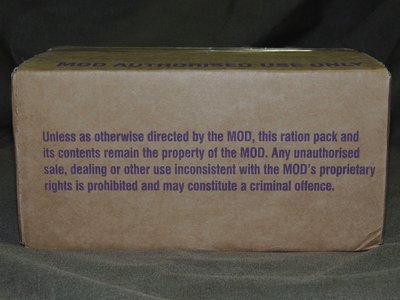 MOD AUTHORISED USE ONLY
Unless as otherwise directed by the MOD, this ration pack and
its contents remain the property of the MOD. Any unauthorised
sale, dealing or other use inconsistent with the MOD's proprietary
rights is prohibited and may constitute a criminal offence.